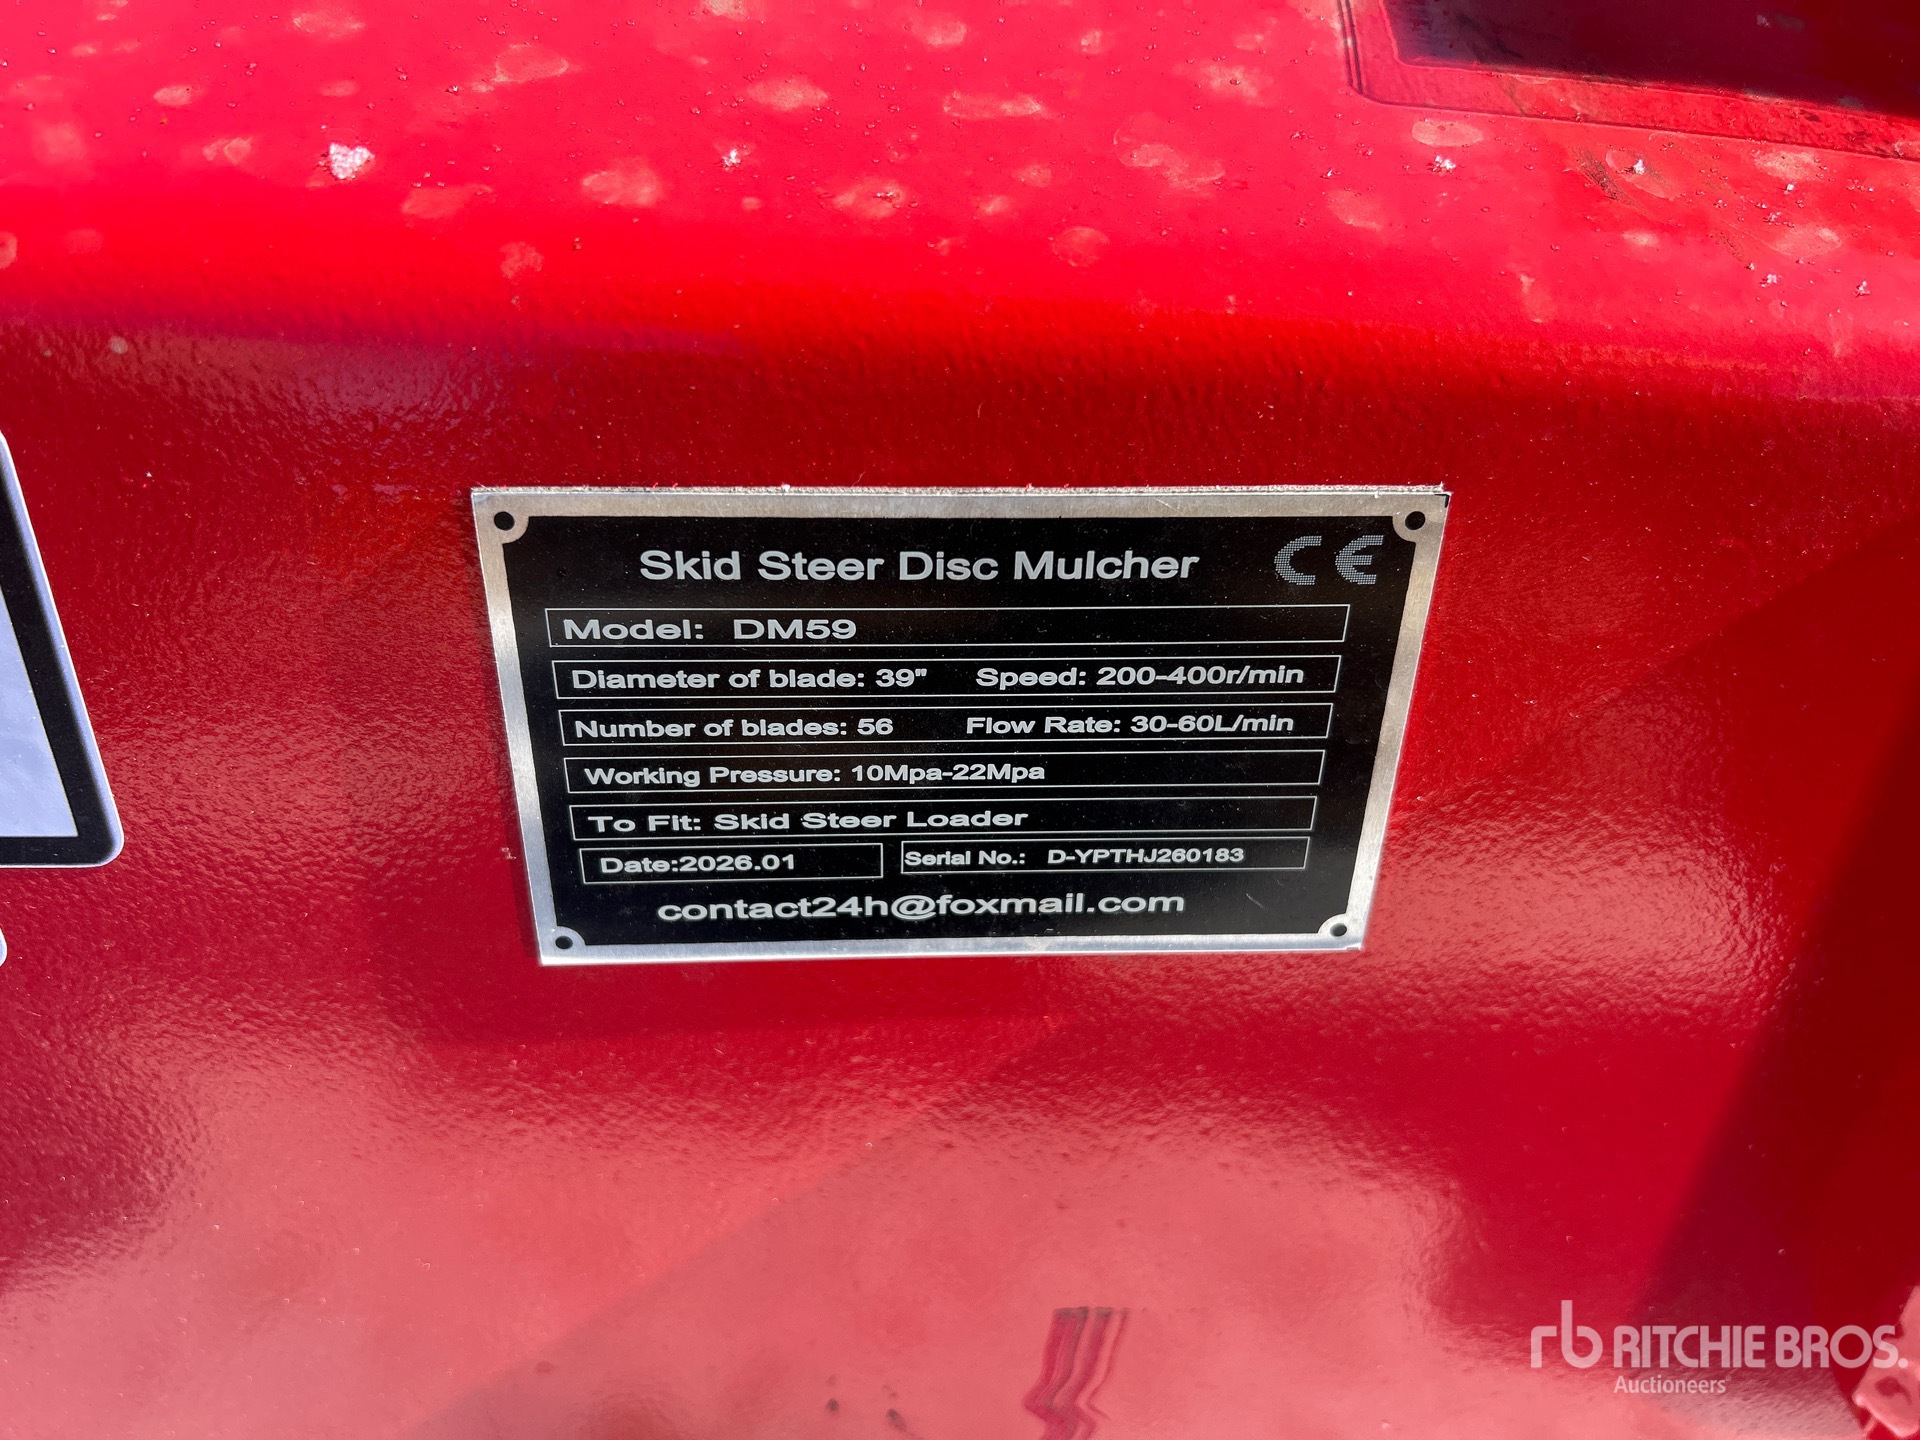 Skid Steer Disc Mulcher CE
Model: DM59
Diameter of blade: 39" Speed: 200-400r/min
Number of blades: 56 Flow Rate: 30-60L/min
Working Pressure: 10Mpa-22Mpa
To Fit: Skid Steer Loader
Date:2026.01 Serial No.: D-YPTHJ260183
contact24h@foxmail.com
rb RITCHIE BROS.
Auctioneers